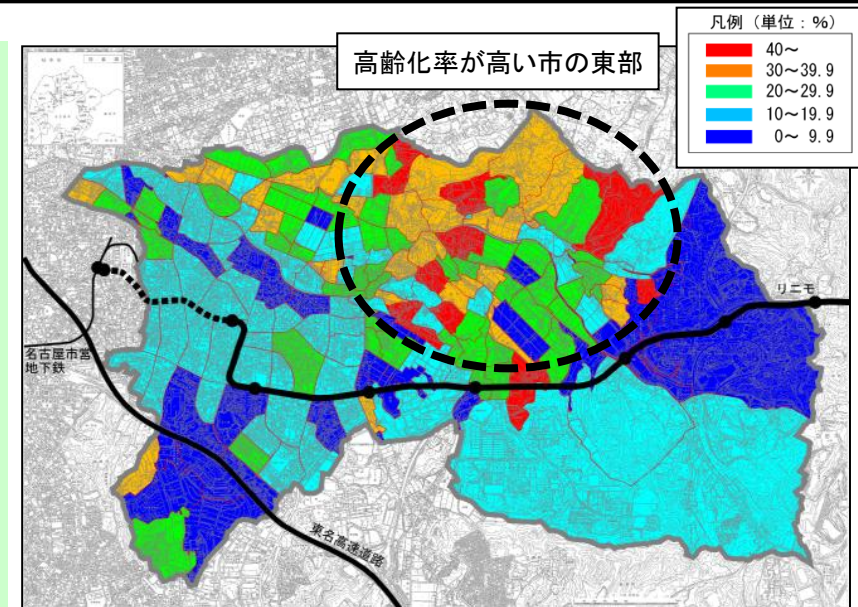 凡例（単位：%）
40～
30～39.9
20～29.9
10～19.9
0～ 9.9
高齢化率が高い市の東部
リニモ
名古屋市営
地下鉄
東名高速道路